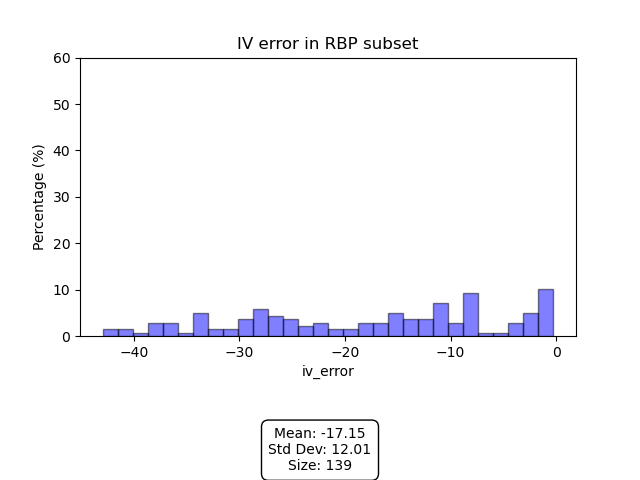 IV error in RBP subset
60
50
40
30
20
10
0
Percentage (%)
−40
−30
−20
−10
0
iv_error
Mean: -17.15
Std Dev: 12.01
Size: 139